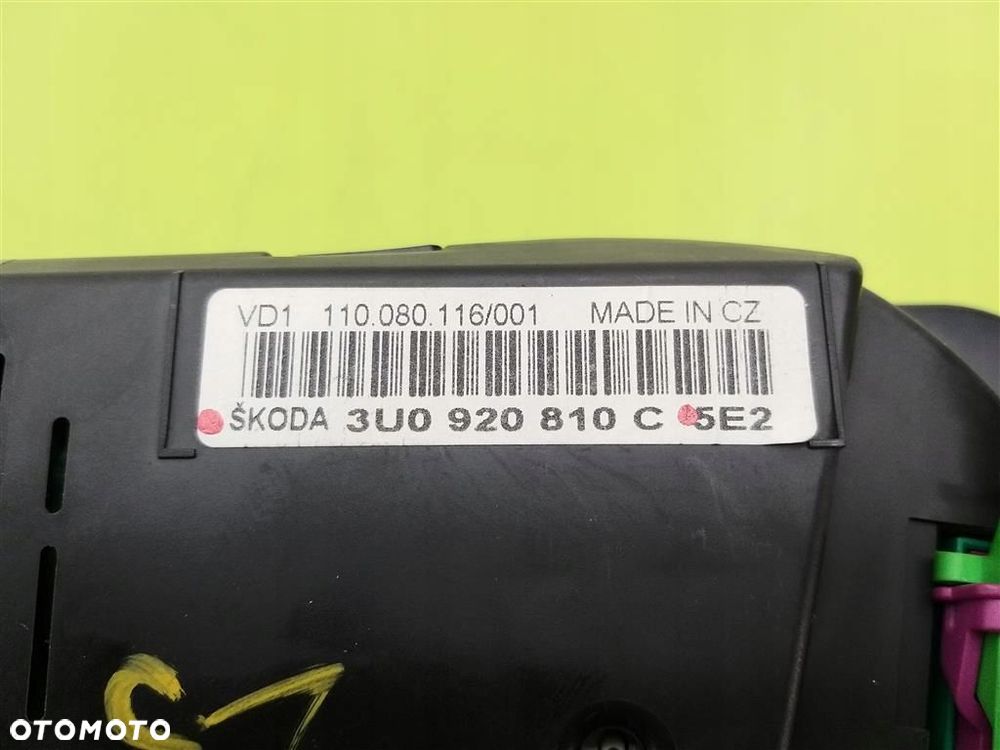 VD1 110.080.116/001 MADE IN CZ
ŠKODA 3U0 920 810 C 5E2
OTOMOTO